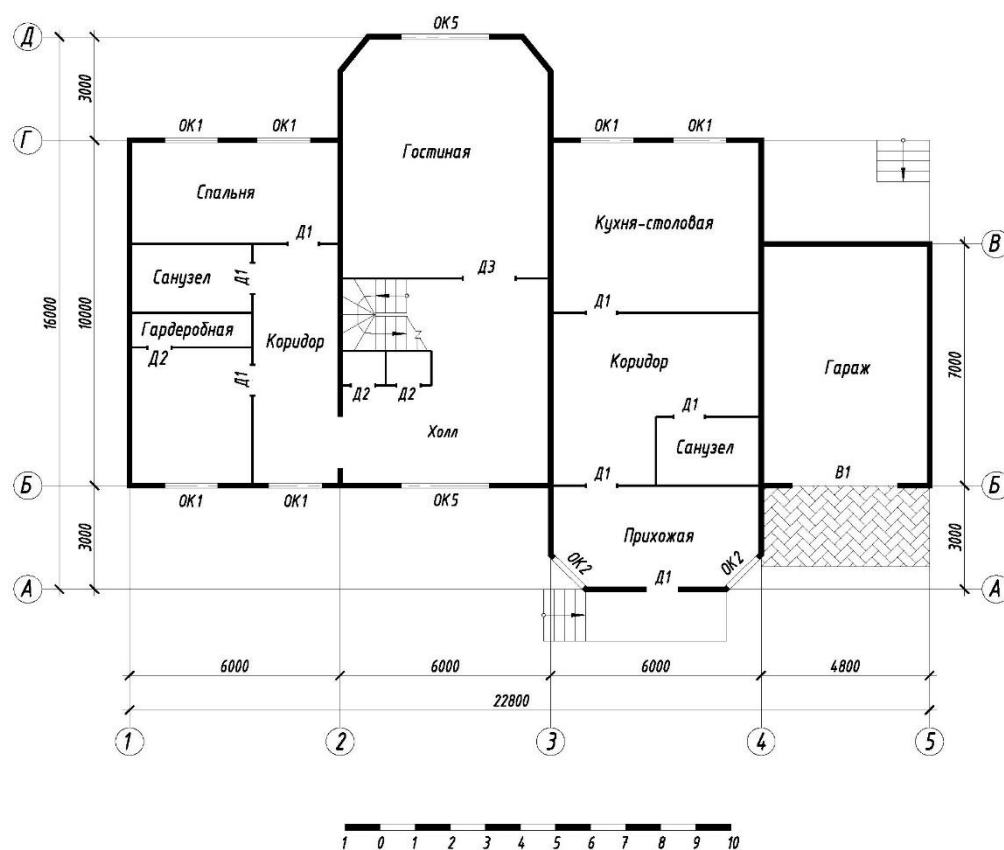 ОК5
Д
3000
ОК1
ОК1
ОК1
ОК1
Г
Гостиная
Спальня
Кухня-столовая
Д1
В
Д3
Санузел
Д1
16000
10000
Д1
Гардеробная
Д2
Коридор
Д1
Коридор
Гараж
7000
Д2
Д2
Д1
Холл
Санузел
Б
Д1
В1
Б
ОК1
ОК1
ОК5
3000
Прихожая
3000
ОК2
Д1
ОК2
А
А
6000
6000
6000
4800
22800
1
2
3
4
5
1 0 1 2 3 4 5 6 7 8 9 10